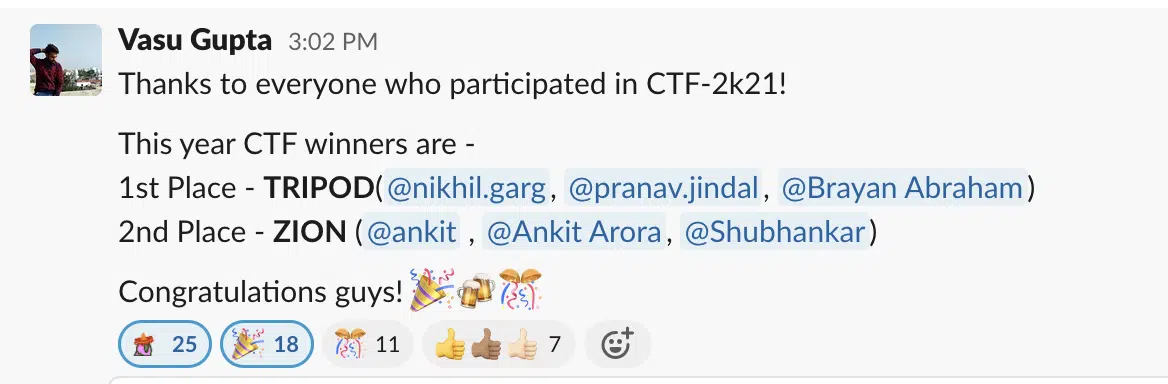 Vasu Gupta 3:02 PM
Thanks to everyone who participated in CTF-2k21!
This year CTF winners are -
1st Place - TRIPOD(@nikhil.garg, @pranav.jindal, @Brayan Abraham)
2nd Place - ZION (@ankit , @Ankit Arora, @Shubhankar)
Congratulations guys!
25 18 11 7